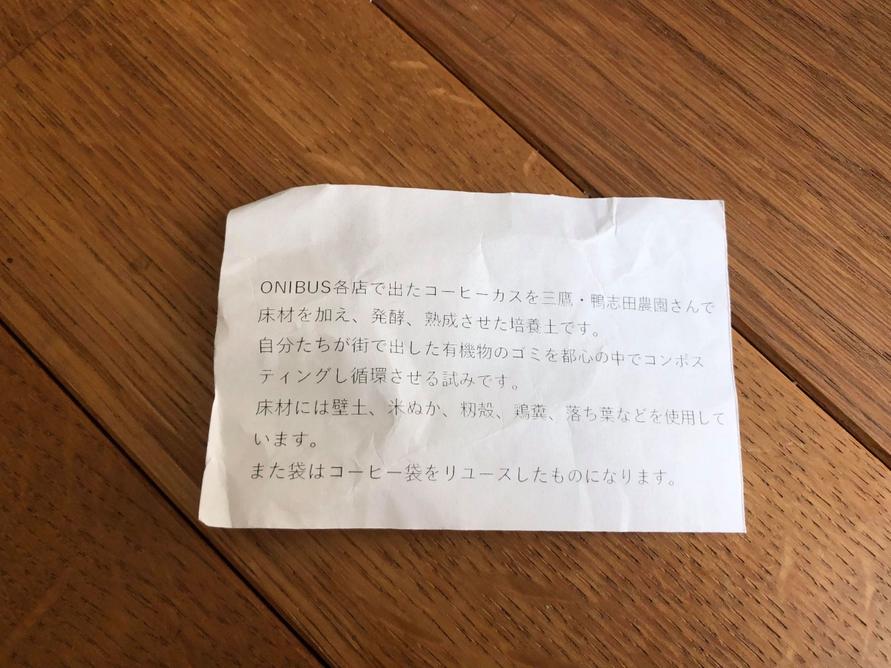 ONIBUS各店で出たコーヒーカスを三鷹・鴨志田農園さんで
床材を加え、発酵、熟成させた培養土です。
自分たちが街で出した有機物のゴミを都心の中でコンポス
ティングし循環させる試みです。
床材には壁土、米ぬか、籾殻、鶏糞、落ち葉などを使用して
います。
また袋はコーヒー袋をリユースしたものになります。